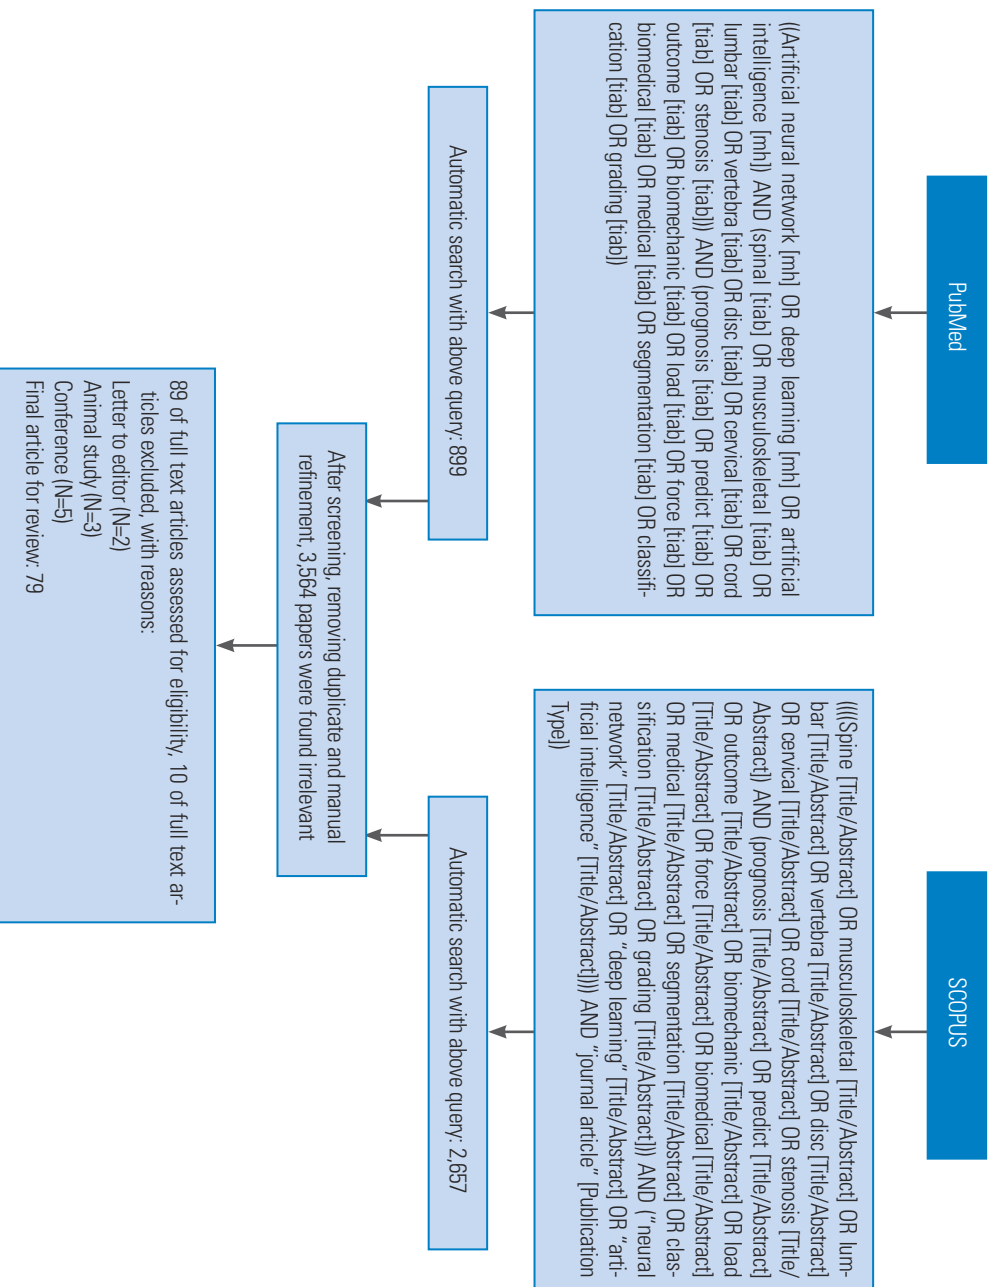 PubMed
((Artificial neural network [mh] OR deep learning [mh] OR artificial
intelligence [mh]) AND (spinal [tiab] OR musculoskeletal [tiab] OR
lumbar [tiab] OR vertebra [tiab] OR disc [tiab] OR cervical [tiab] OR cord
[tiab] OR stenosis [tiab])) AND (prognosis [tiab] OR predict [tiab] OR
outcome [tiab] OR biomechanic [tiab] OR load [tiab] OR force [tiab] OR
biomedical [tiab] OR medical [tiab] OR segmentation [tiab] OR classifi-
cation [tiab] OR grading [tiab])
Automatic search with above query: 899
SCOPUS
((((Spine [Title/Abstract] OR musculoskeletal [Title/Abstract] OR lum-
bar [Title/Abstract] OR vertebra [Title/Abstract] OR disc [Title/Abstract]
OR cervical [Title/Abstract] OR cord [Title/Abstract] OR stenosis [Title/
Abstract]) AND (prognosis [Title/Abstract] OR predict [Title/Abstract]
OR outcome [Title/Abstract] OR biomechanic [Title/Abstract] OR load
[Title/Abstract] OR force [Title/Abstract] OR biomedical [Title/Abstract]
OR medical [Title/Abstract] OR segmentation [Title/Abstract] OR clas-
sification [Title/Abstract] OR grading [Title/Abstract])) AND ("neural
network" [Title/Abstract] OR "deep learning" [Title/Abstract] OR "arti-
ficial intelligence" [Title/Abstract]))) AND "journal article" [Publication
Type])
Automatic search with above query: 2,657
After screening, removing duplicate and manual
refinement, 3,564 papers were found irrelevant
89 of full text articles assessed for eligibility, 10 of full text ar-
ticles excluded, with reasons:
Letter to editor (N=2)
Animal study (N=3)
Conference (N=5)
Final article for review: 79